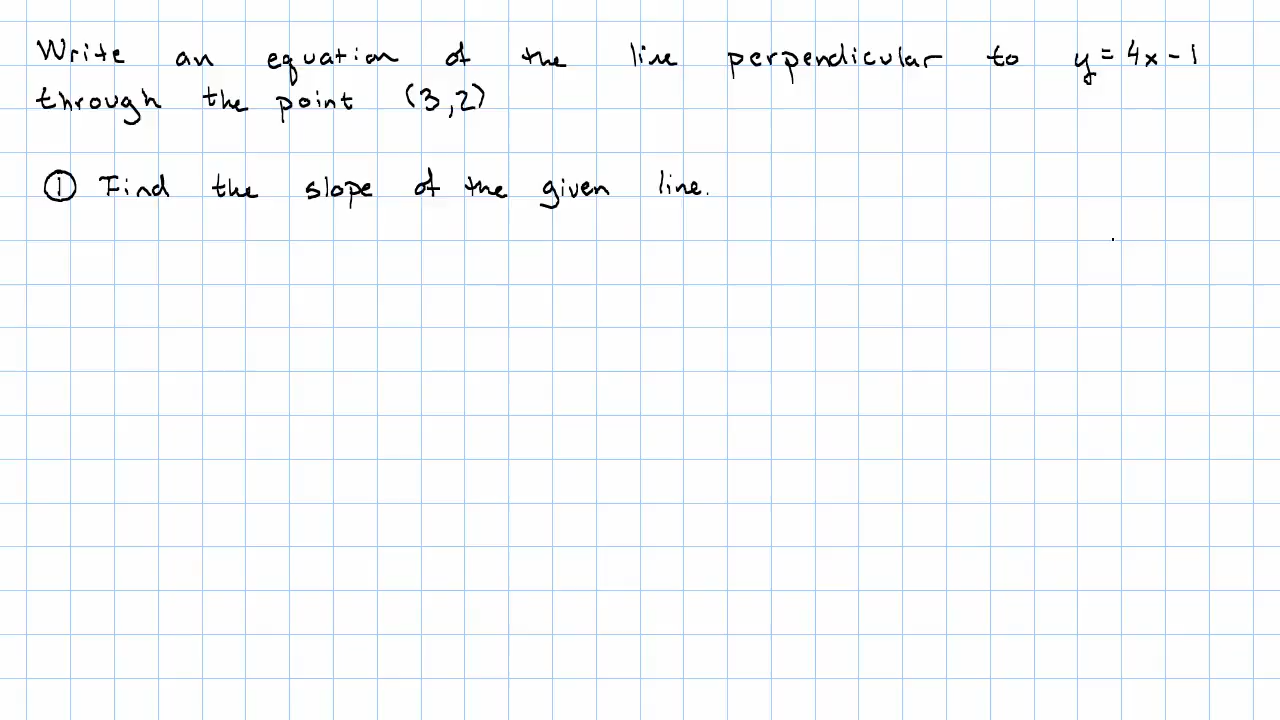 Write an equation of the line perpendicular to y = 4x - 1
through the point (3,2)
① Find the slope of the given line.